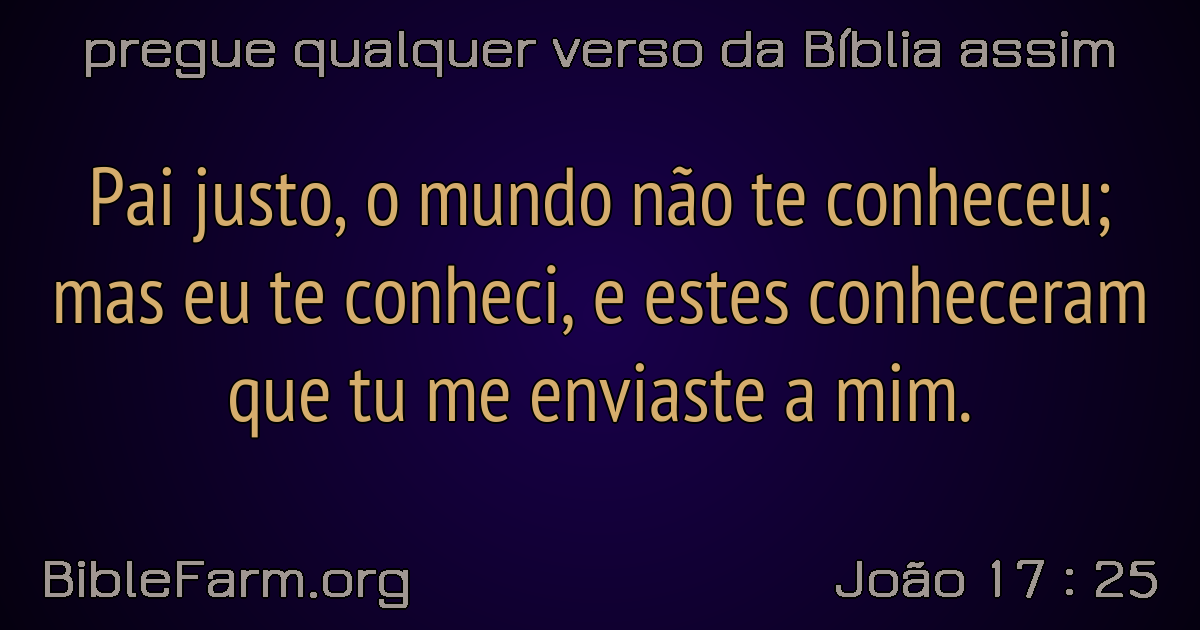 pregue qualquer verso da Bíblia assim
Pai justo, o mundo não te conheceu;
mas eu te conheci, e estes conheceram
que tu me enviaste a mim.
BibleFarm.org
João 17 : 25